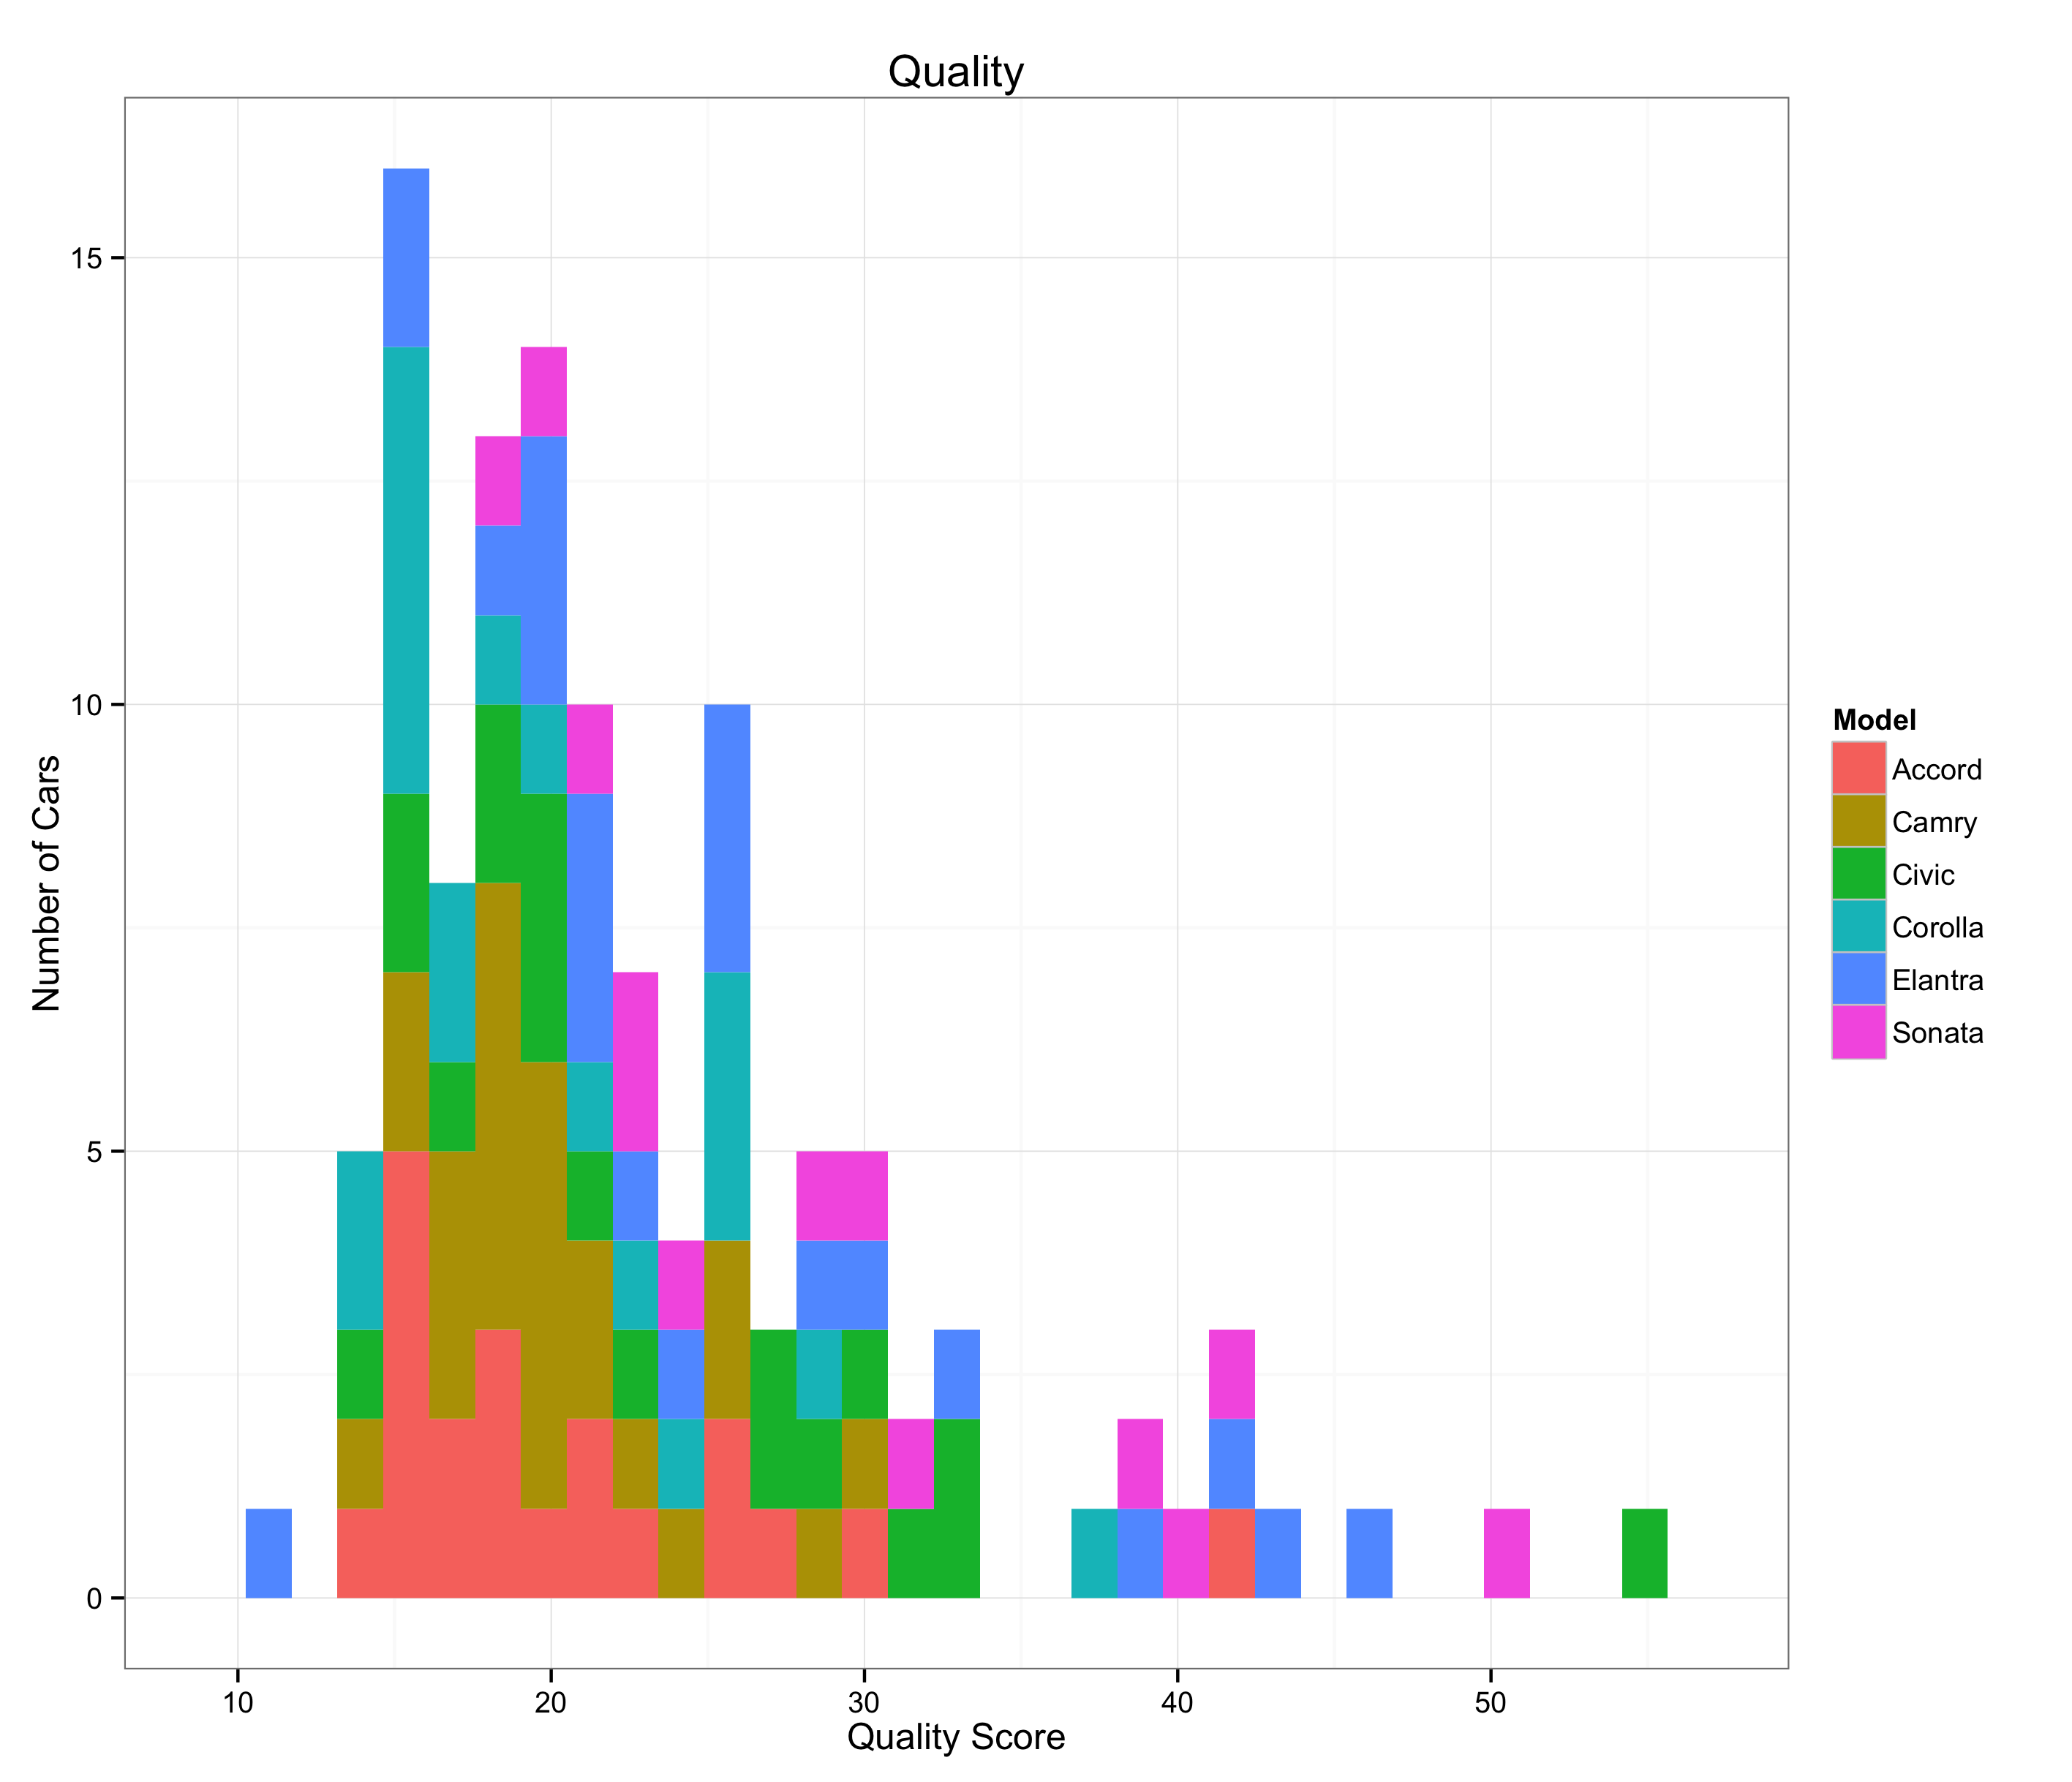 Quality
15
10
5
0
Number of Cars
10 20 30 40 50
Quality Score
Model
Accord
Camry
Civic
Corolla
Elantra
Sonata